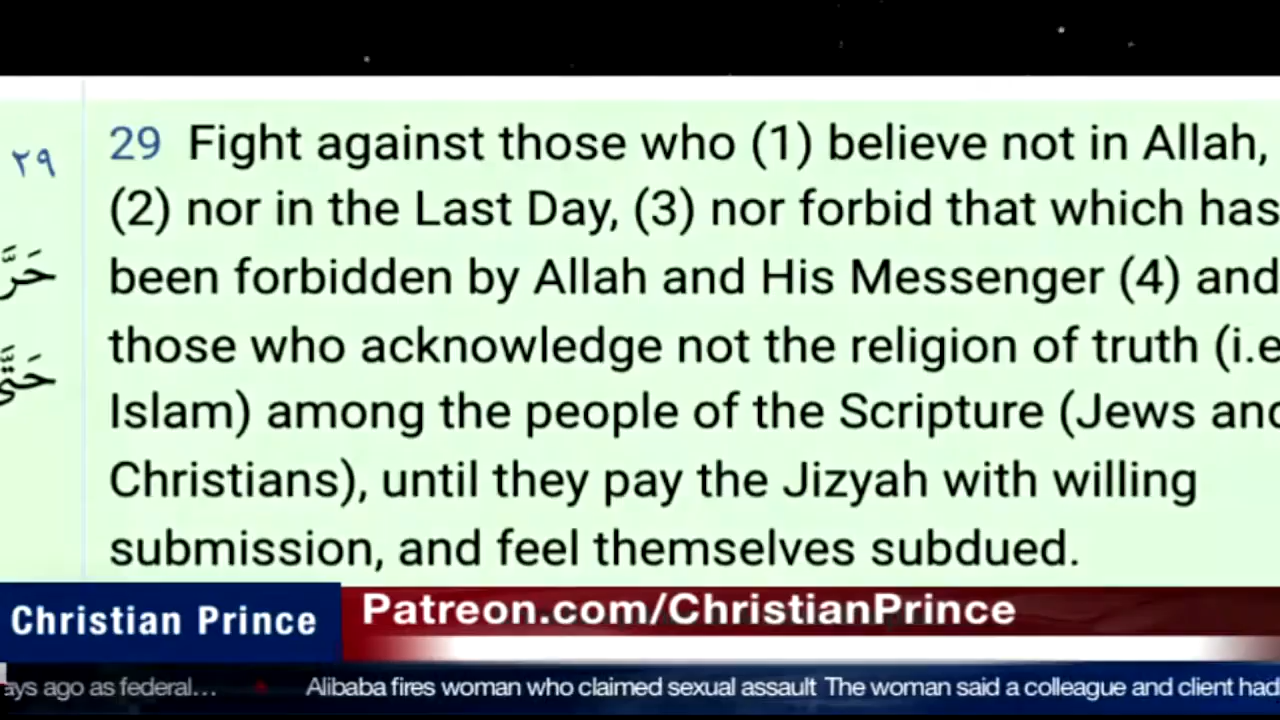 ٢٩
حَرَّ
حَتَّى
29 Fight against those who (1) believe not in Allah,
(2) nor in the Last Day, (3) nor forbid that which has
been forbidden by Allah and His Messenger (4) and
those who acknowledge not the religion of truth (i.e
Islam) among the people of the Scripture (Jews and
Christians), until they pay the Jizyah with willing
submission, and feel themselves subdued.
Christian Prince
Patreon.com/ChristianPrince
ays ago as federal... Alibaba fires woman who claimed sexual assault The woman said a colleague and client had